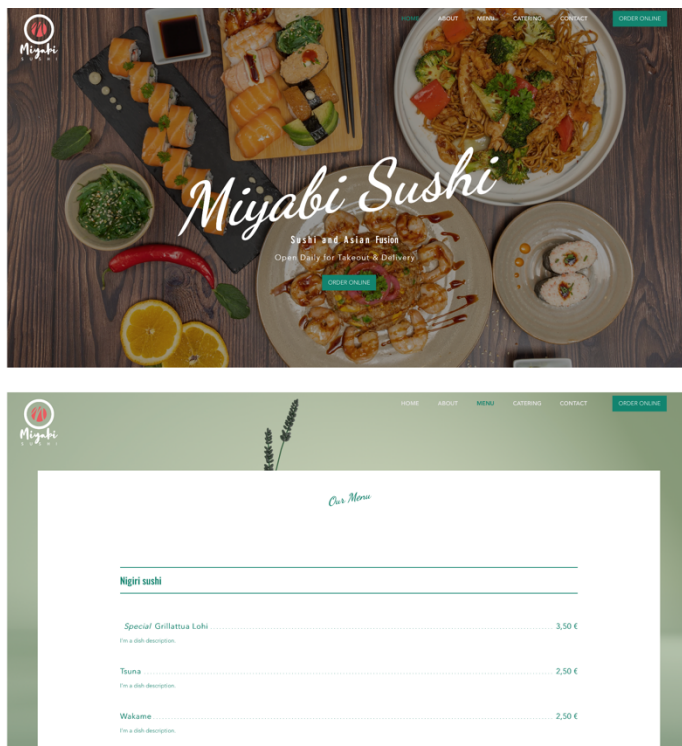 Miyabi
SUSHI
HOME ABOUT MENU CATERING CONTACT ORDER ONLINE
Miyabi Sushi
Sushi and Asian Fusion
Open Daily for Takeout & Delivery
ORDER ONLINE
Miyabi
SUSHI
HOME ABOUT MENU CATERING CONTACT ORDER ONLINE
Our Menu
Nigiri sushi
Special Grillattua Lohi 3,50 €
I'm a dish description.
Tsuna 2,50 €
I'm a dish description.
Wakame 2,50 €
I'm a dish description.